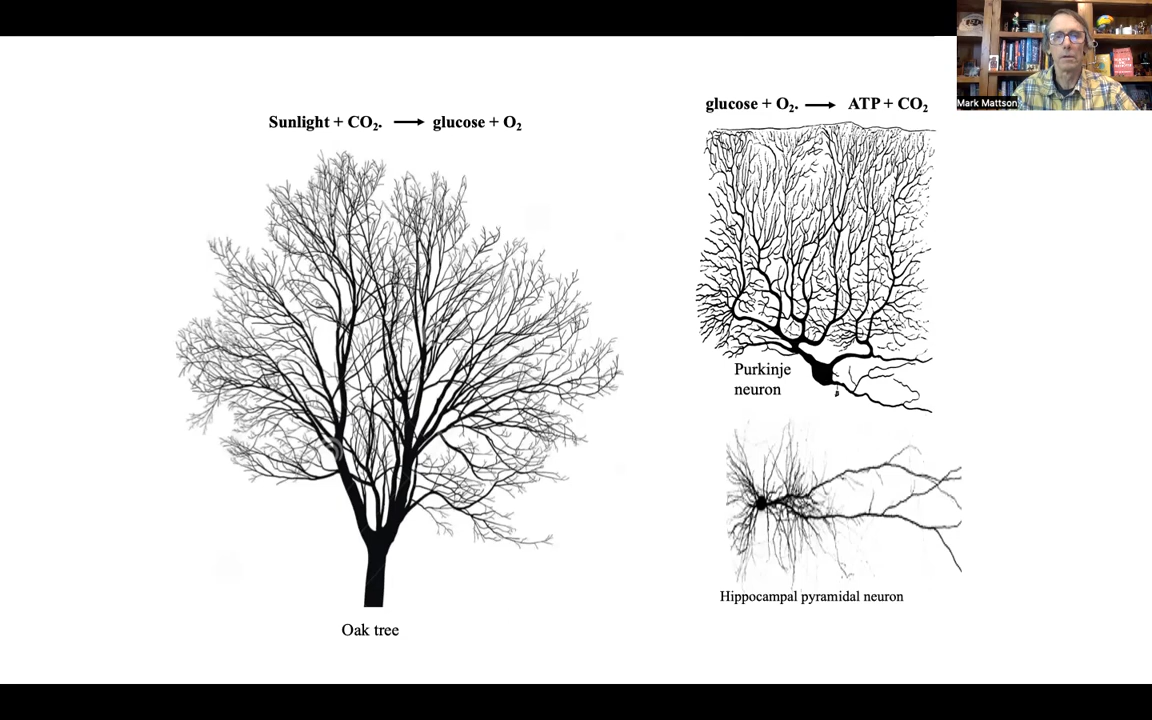 Sunlight + CO₂. ⟶ glucose + O₂
Oak tree
glucose + O₂. ⟶ ATP + CO₂
Purkinje
neuron
Hippocampal pyramidal neuron
Mark Mattson